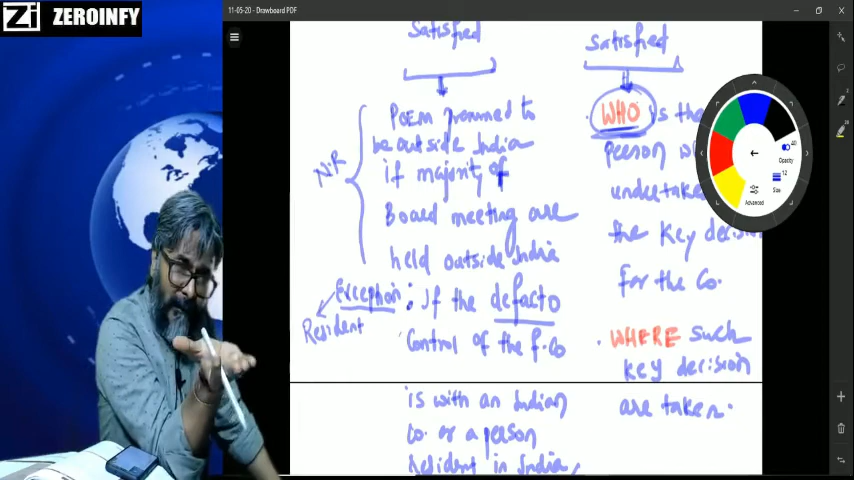 Zi ZEROINFY
11-05-20 - Drawboard PDF
Satisfied
POEM presumed to
be outside India
if majority of
Board meeting are
held outside India
N.R
Exception : If the defacto
Resident
Control of the f.Co
is with an Indian
Co. or a person
Resident in India,
satisfied
WHO is the
person
undertakes
the key decision
for the Co.
WHERE such
key decision
are taken.
Opacity
40
12
Size
Advanced